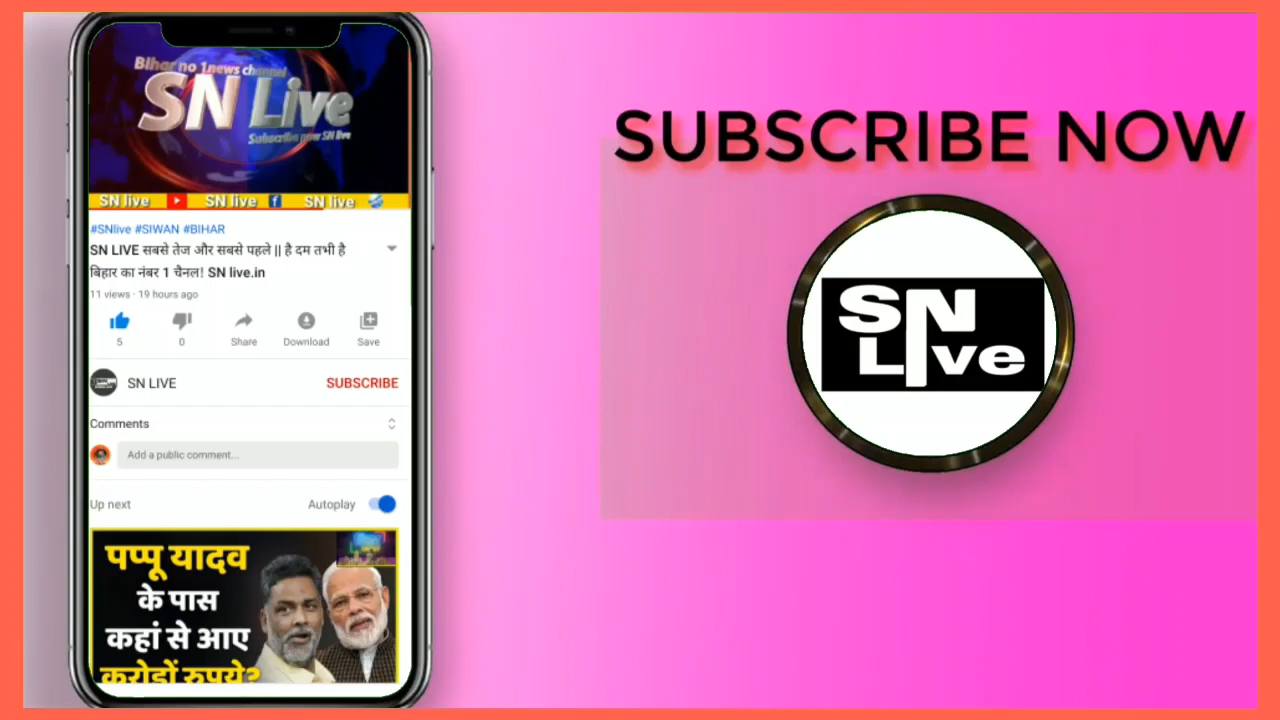 Bihar no 1news channel
SN Live
Subscribe now SN live
SN live SN live SN live
#SNlive #SIWAN #BIHAR
SN LIVE सबसे तेज और सबसे पहले || है दम तभी है
बिहार का नंबर 1 चैनल! SN live.in
11 views · 19 hours ago
5 0 Share Download Save
SN LIVE SUBSCRIBE
Comments
Add a public comment...
Up next Autoplay
पप्पू यादव
के पास
कहां से आए
करोड़ों रुपये?
SUBSCRIBE NOW
SN
Live